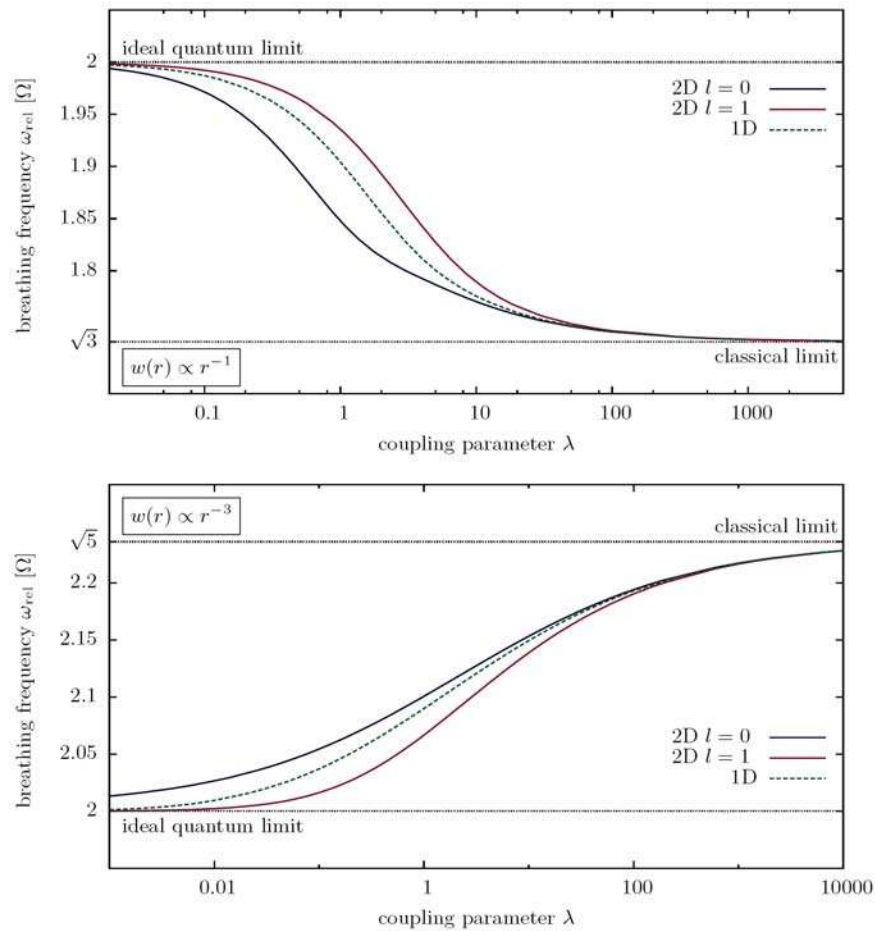 ideal quantum limit
2
1.95
1.9
1.85
1.8
√3
breathing frequency ω_rel [Ω]
2D l = 0
2D l = 1
1D
w(r) ∝ r⁻¹
classical limit
0.1 1 10 100 1000
coupling parameter λ
w(r) ∝ r⁻³
classical limit
√5
2.2
2.15
2.1
2.05
2
breathing frequency ω_rel [Ω]
2D l = 0
2D l = 1
1D
ideal quantum limit
0.01 1 100 10000
coupling parameter λ